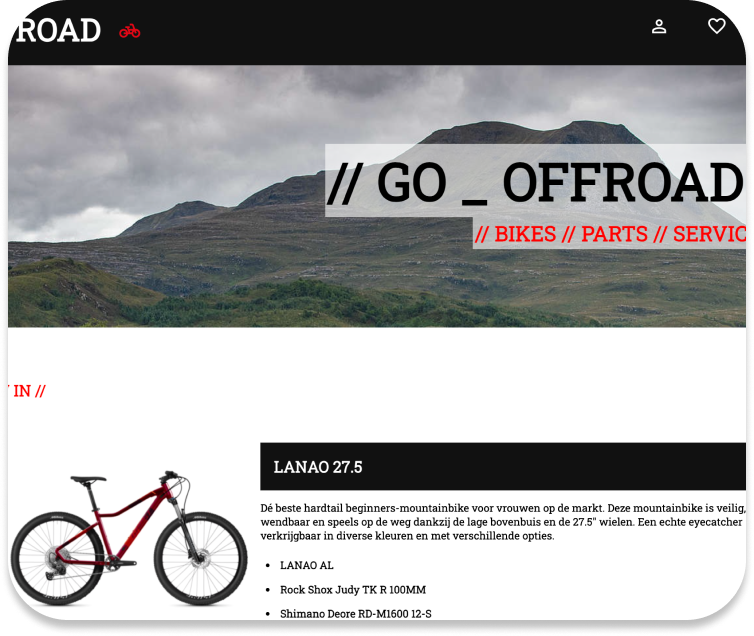 ROAD
// GO _ OFFROAD
// BIKES // PARTS // SERVIC
IN //
LANAO 27.5
Dé beste hardtail beginners-mountainbike voor vrouwen op de markt. Deze mountainbike is veilig,
wendbaar en speels op de weg dankzij de lage bovenbuis en de 27.5" wielen. Een echte eyecatcher
verkrijgbaar in diverse kleuren en met verschillende opties.
• LANAO AL
• Rock Shox Judy TK R 100MM
• Shimano Deore RD-M1600 12-S